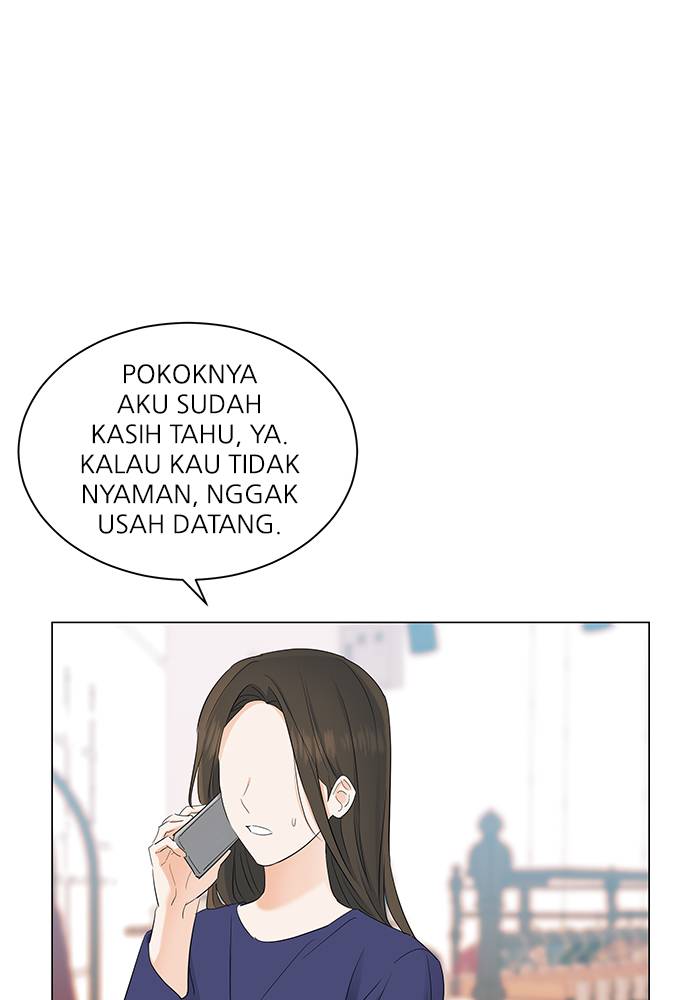 POKOKNYA
AKU SUDAH
KASIH TAHU, YA.
KALAU KAU TIDAK
NYAMAN, NGGAK
USAH DATANG.